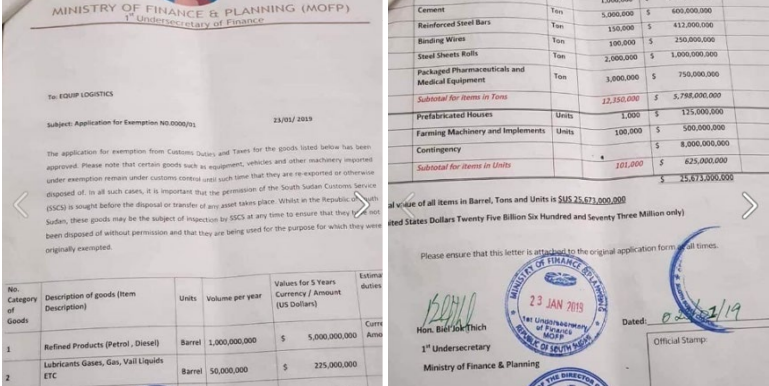 MINISTRY OF FINANCE & PLANNING (MOFP)
1st Undersecretary of Finance
To: EQUIP LOGISTICS
23/01/ 2019
Subject: Application for Exemption NO.0000/01
The application for exemption from Customs Duties and Taxes for the goods listed below has been
approved. Please note that certain goods such as equipment, vehicles and other machinery imported
under exemption remain under customs control until such time that they are re-exported or otherwise
disposed of. In all such cases, it is important that the permission of the South Sudan Customs Service
(SSCS) is sought before the disposal or transfer of any asset takes place. Whilst in the Republic of South
Sudan, these goods may be the subject of inspection by SSCS at any time to ensure that they have not
been disposed of without permission and that they are being used for the purpose for which they were
originally exempted.
No. Category of Goods Description of goods (Item Description) Units Volume per year Values for 5 Years Currency / Amount (US Dollars) Estima duties
Curre Amo
1 Refined Products (Petrol , Diesel) Barrel 1,000,000,000 $ 5,000,000,000
2 Lubricants Gases, Gas, Vail Liquids ETC Barrel 50,000,000 $ 225,000,000
Cement Ton 5,000,000 $ 600,000,000
Reinforced Steel Bars Ton 150,000 $ 412,000,000
Binding Wires Ton 100,000 $ 250,000,000
Steel Sheets Rolls Ton 2,000,000 $ 1,000,000,000
Packaged Pharmaceuticals and Medical Equipment Ton 3,000,000 $ 750,000,000
Subtotal for items in Tons 12,350,000 $ 5,798,000,000
Prefabricated Houses Units 1,000 $ 125,000,000
Farming Machinery and Implements Units 100,000 $ 500,000,000
Contingency $ 8,000,000,000
Subtotal for items in Units 101,000 $ 625,000,000
$ 25,673,000,000
al value of all items in Barrel, Tons and Units is $US 25,673,000,000
ited States Dollars Twenty Five Billion Six Hundred and Seventy Three Million only)
Please ensure that this letter is attached to the original application form at all times.
MINISTRY OF FINANCE & PLANNING
23 JAN 2019
1st Undersecretary
of Finance
MOFP
REPUBLIC OF SOUTH SUDAN
Hon. Biel Jok Thich
1st Undersecretary
Ministry of Finance & Planning
Dated:
Official Stamp:
THE DIRECTOR